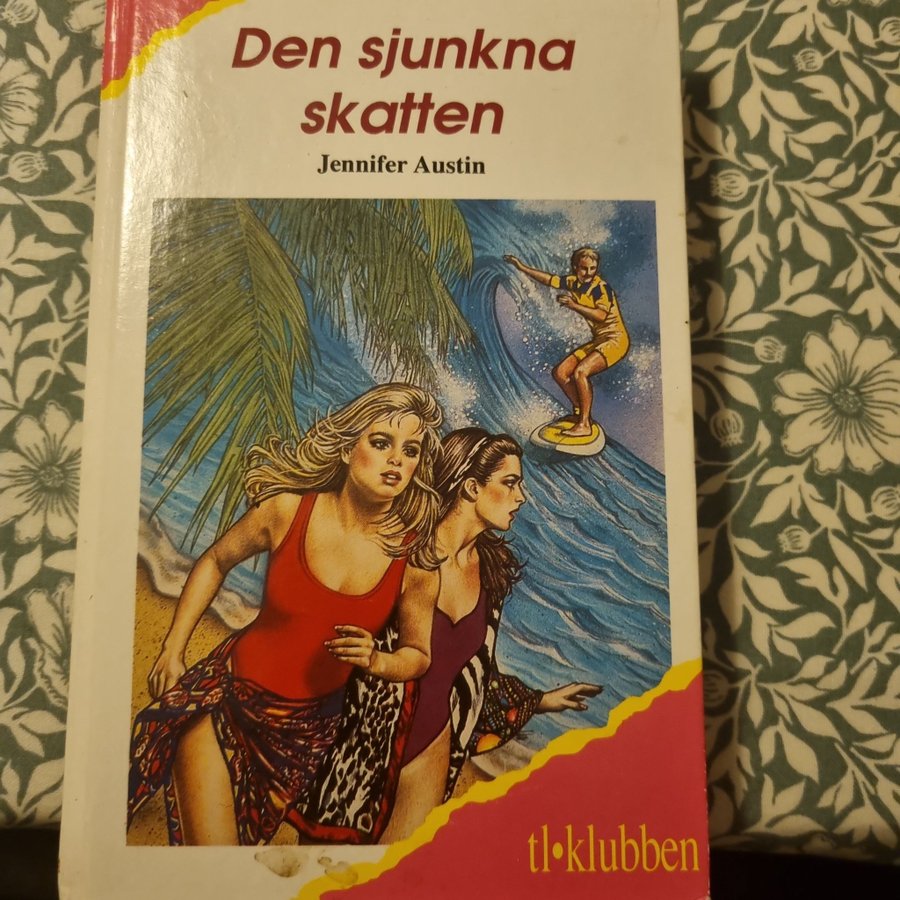 Den sjunkna
skatten
Jennifer Austin
tl•klubben